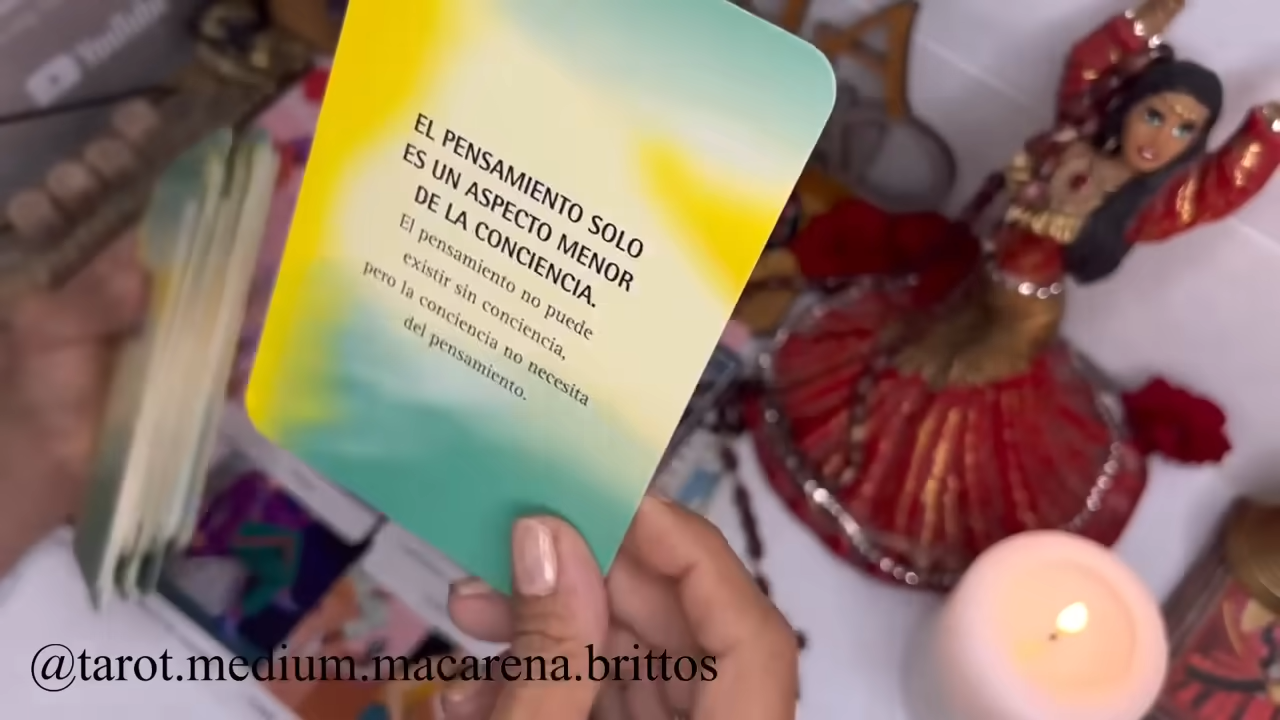 YouTube
EL PENSAMIENTO SOLO
ES UN ASPECTO MENOR
DE LA CONCIENCIA.
El pensamiento no puede
existir sin conciencia,
pero la conciencia no necesita
del pensamiento.
@tarot.medium.macarena.brittos